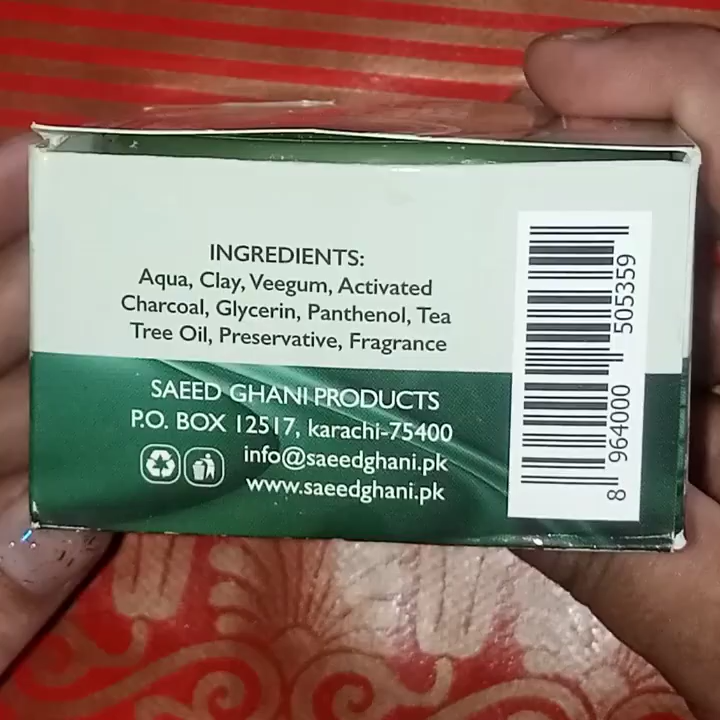 INGREDIENTS:
Aqua, Clay, Veegum, Activated
Charcoal, Glycerin, Panthenol, Tea
Tree Oil, Preservative, Fragrance
SAEED GHANI PRODUCTS
P.O. BOX 12517, karachi-75400
info@saeedghani.pk
www.saeedghani.pk
8 964000 505359